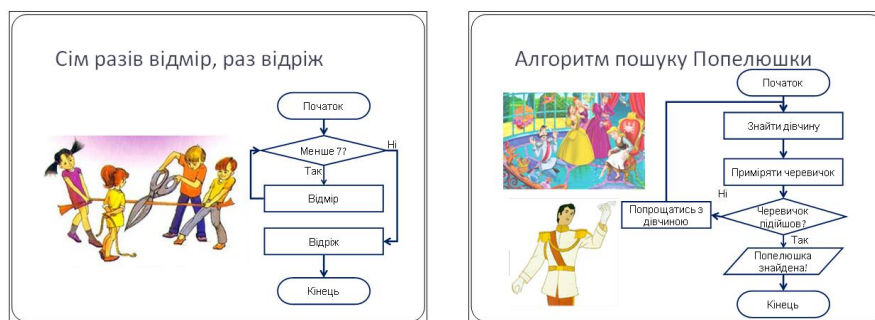 Сім разів відмір, раз відріж
Початок
Менше 7?
Ні
Так
Відмір
Відріж
Кінець
Алгоритм пошуку Попелюшки
Початок
Знайти дівчину
Приміряти черевичок
Ні
Черевичок
підійшов?
Попрощатись з
дівчиною
Так
Попелюшка
знайдена!
Кінець